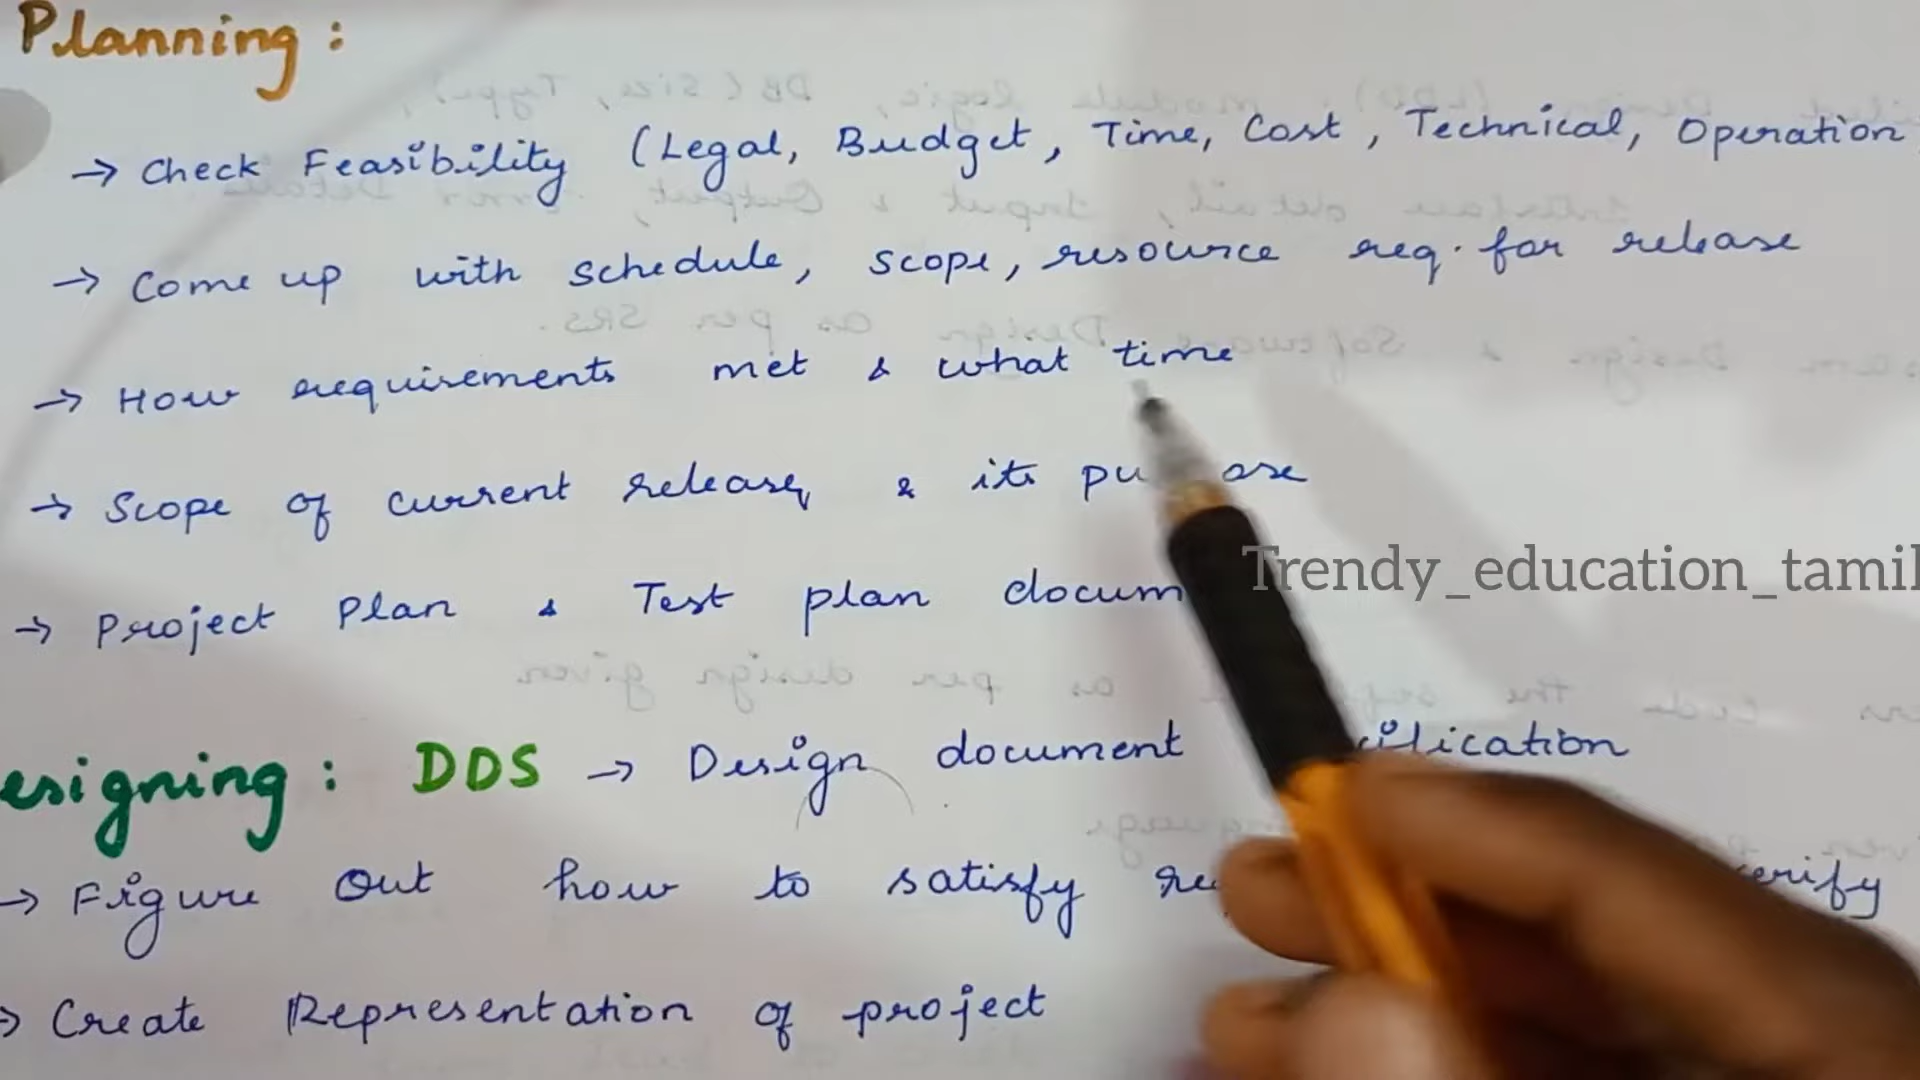 Planning :
→ Check Feasibility (Legal, Budget, Time, Cost, Technical, Operation
→ Come up with schedule, scope, resource req. for release
→ How requirements met & what time
→ Scope of current release, & its
→ Project Plan & Test plan docum
Trendy_education_tamil
esigning : DDS → Design document
→ Figure Out how to satisfy
→ Create Representation of project